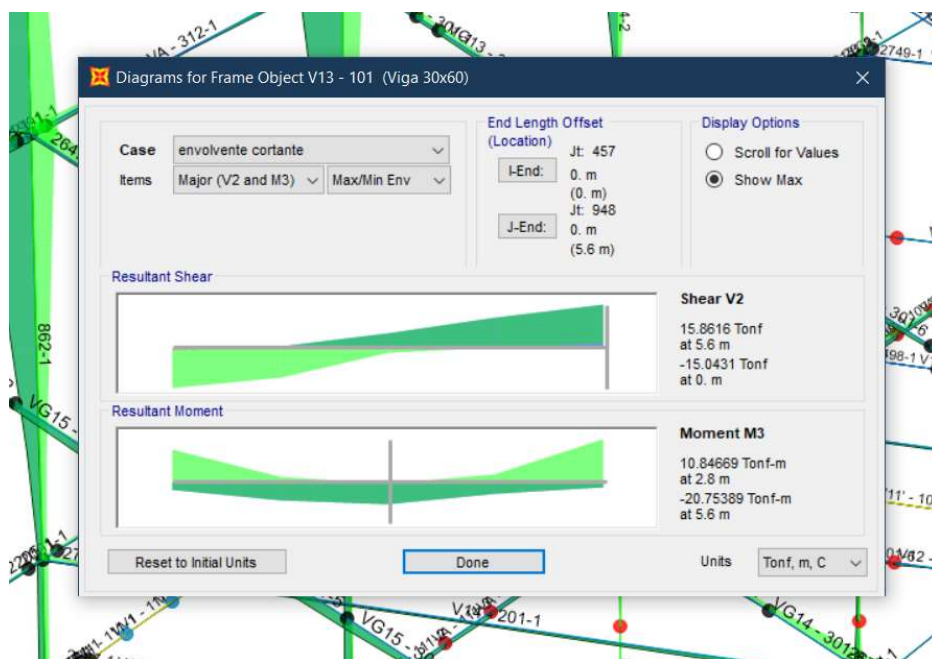 VA - 312-1
2749-1
Diagrams for Frame Object V13 - 101 (Viga 30x60)
Case envolvente cortante
Items Major (V2 and M3) Max/Min Env
End Length Offset
(Location)
I-End:
Jt: 457
0. m
(0. m)
J-End:
Jt: 948
0. m
(5.6 m)
Display Options
Scroll for Values
Show Max
Resultant Shear
Shear V2
15.8616 Tonf
at 5.6 m
-15.0431 Tonf
at 0. m
862-1
VG15 -
Resultant Moment
Moment M3
10.84669 Tonf-m
at 2.8 m
-20.75389 Tonf-m
at 5.6 m
Reset to Initial Units
Done
Units Tonf, m, C
201-1
VG15 -
VG14 - 3012